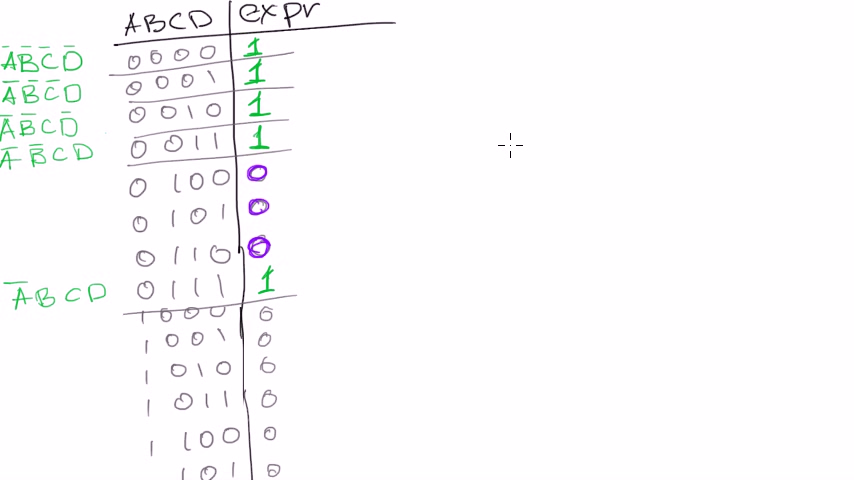 ABCD expr
A̅B̅C̅D̅ 0000 1
A̅B̅C̅D 0001 1
A̅B̅CD̅ 0010 1
A̅B̅CD 0011 1
0100 0
0101 0
0110 0
A̅BCD 0111 1
1000 0
1001 0
1010 0
1011 0
1100 0
101 0